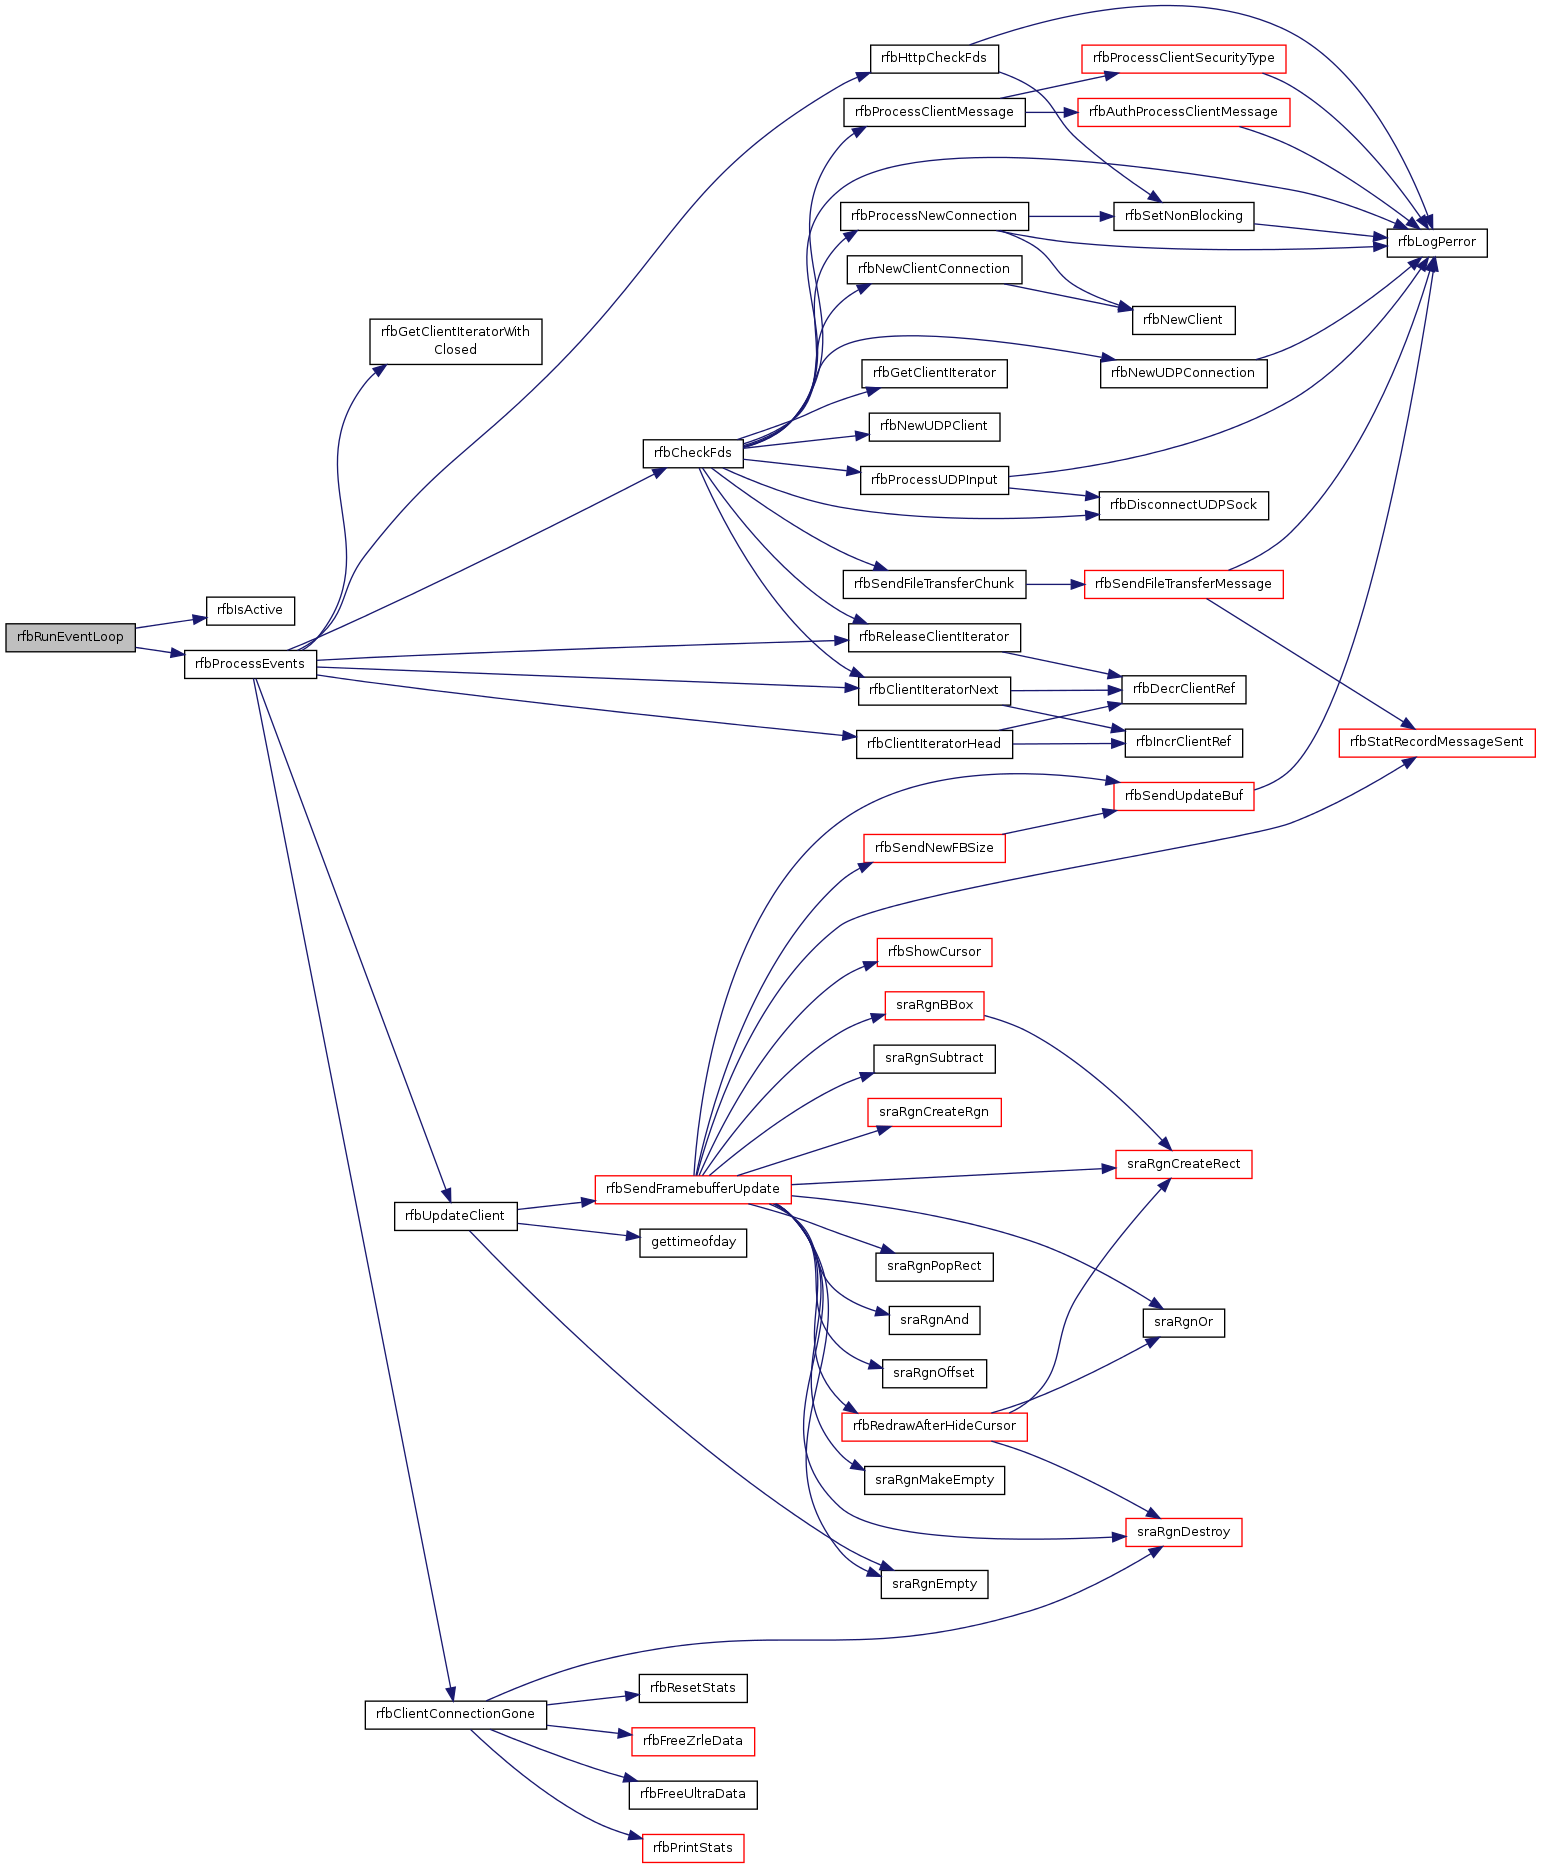 rfbHttpCheckFds
rfbProcessClientSecurityType
rfbProcessClientMessage
rfbAuthProcessClientMessage
rfbProcessNewConnection
rfbSetNonBlocking
rfbLogPerror
rfbNewClientConnection
rfbNewClient
rfbGetClientIteratorWith
Closed
rfbGetClientIterator
rfbNewUDPConnection
rfbNewUDPClient
rfbCheckFds
rfbProcessUDPInput
rfbDisconnectUDPSock
rfbSendFileTransferChunk
rfbSendFileTransferMessage
rfbIsActive
rfbRunEventLoop
rfbReleaseClientIterator
rfbProcessEvents
rfbClientIteratorNext
rfbDecrClientRef
rfbClientIteratorHead
rfbIncrClientRef
rfbStatRecordMessageSent
rfbSendUpdateBuf
rfbSendNewFBSize
rfbShowCursor
sraRgnBBox
sraRgnSubtract
sraRgnCreateRgn
sraRgnCreateRect
rfbSendFramebufferUpdate
rfbUpdateClient
gettimeofday
sraRgnPopRect
sraRgnAnd
sraRgnOr
sraRgnOffset
rfbRedrawAfterHideCursor
sraRgnMakeEmpty
sraRgnDestroy
sraRgnEmpty
rfbResetStats
rfbClientConnectionGone
rfbFreeZrleData
rfbFreeUltraData
rfbPrintStats